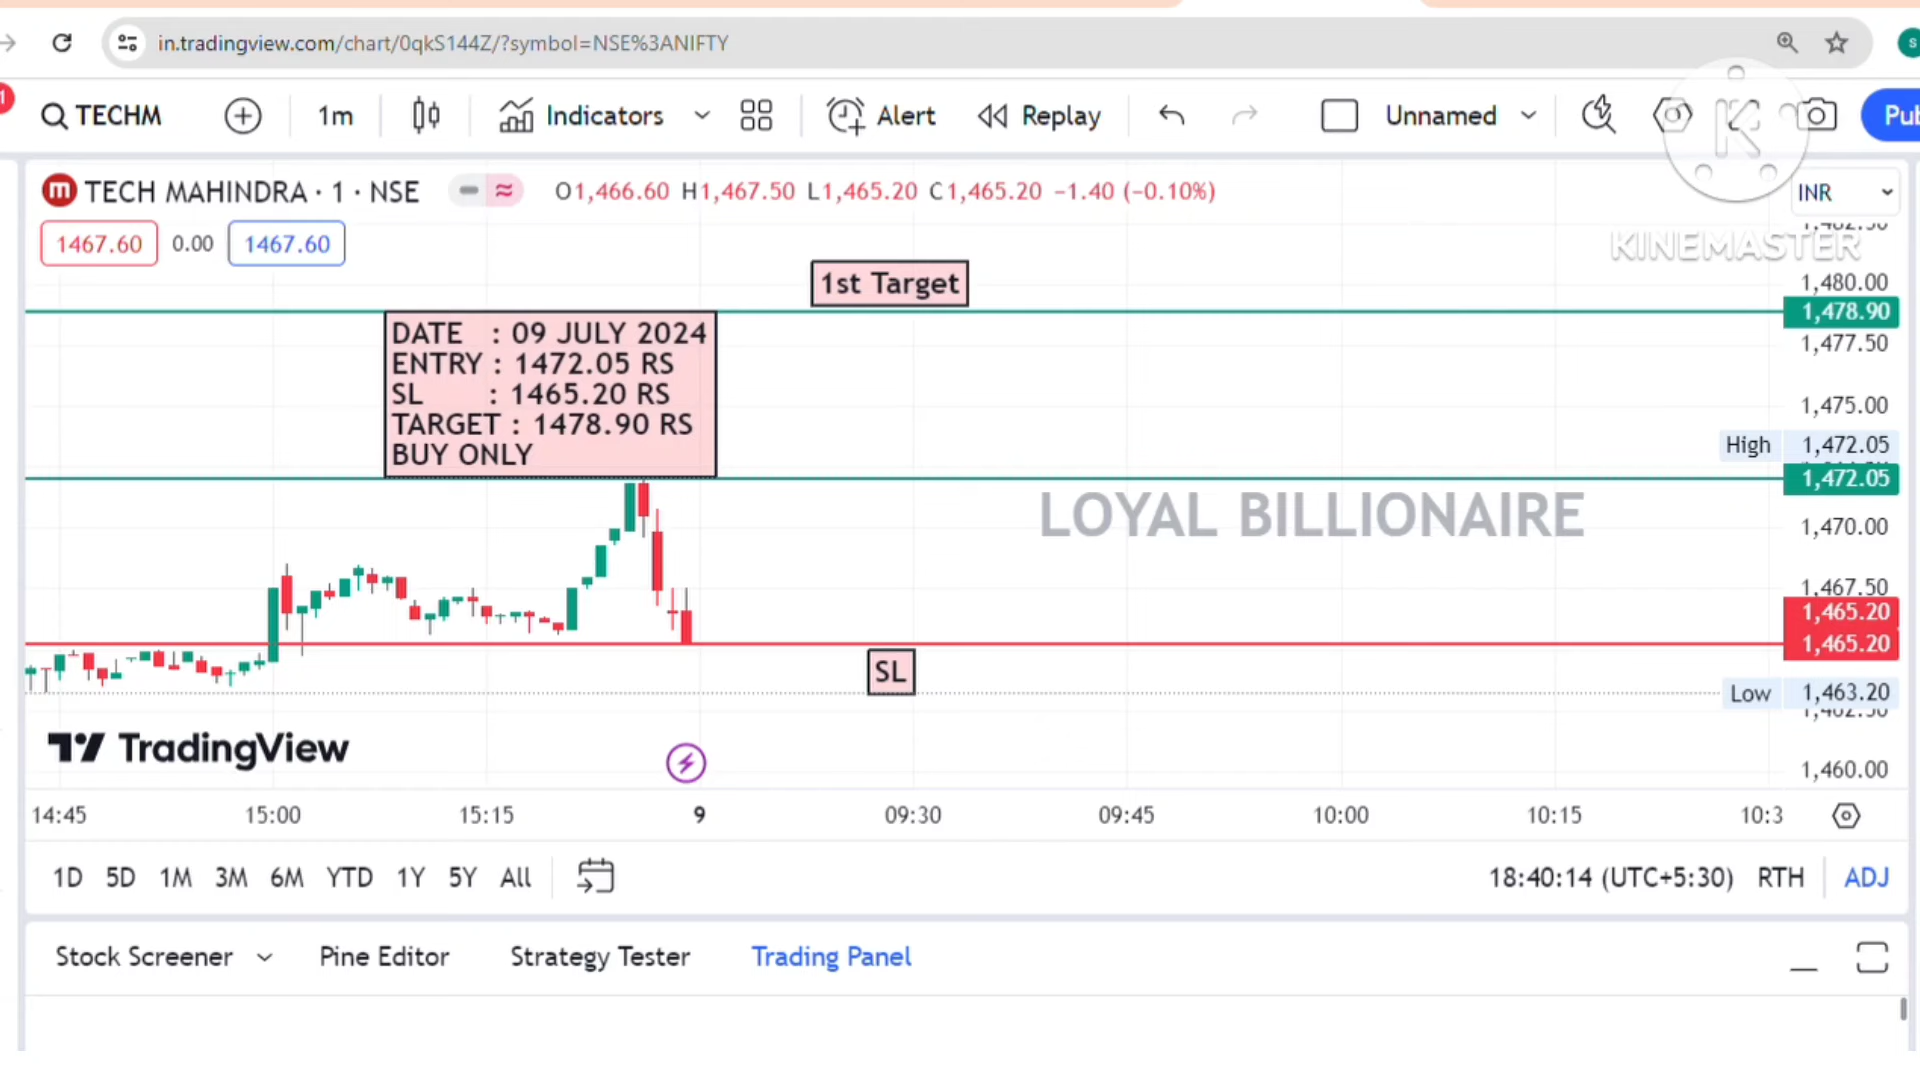 in.tradingview.com/chart/0qkS144Z/?symbol=NSE%3ANIFTY
1
S
TECHM 1m Indicators Alert Replay Unnamed
TECH MAHINDRA · 1 · NSE O1,466.60 H1,467.50 L1,465.20 C1,465.20 −1.40 (−0.10%) INR
1467.60 0.00 1467.60
KINEMASTER
1st Target
1,480.00
1,478.90
DATE : 09 JULY 2024
ENTRY : 1472.05 RS
SL : 1465.20 RS
TARGET : 1478.90 RS
BUY ONLY
1,477.50
1,475.00
High 1,472.05
1,472.05
LOYAL BILLIONAIRE
1,470.00
1,467.50
1,465.20
1,465.20
SL
Low 1,463.20
TradingView
1,460.00
14:45 15:00 15:15 9 09:30 09:45 10:00 10:15 10:3
1D 5D 1M 3M 6M YTD 1Y 5Y All 18:40:14 (UTC+5:30) RTH ADJ
Stock Screener Pine Editor Strategy Tester Trading Panel